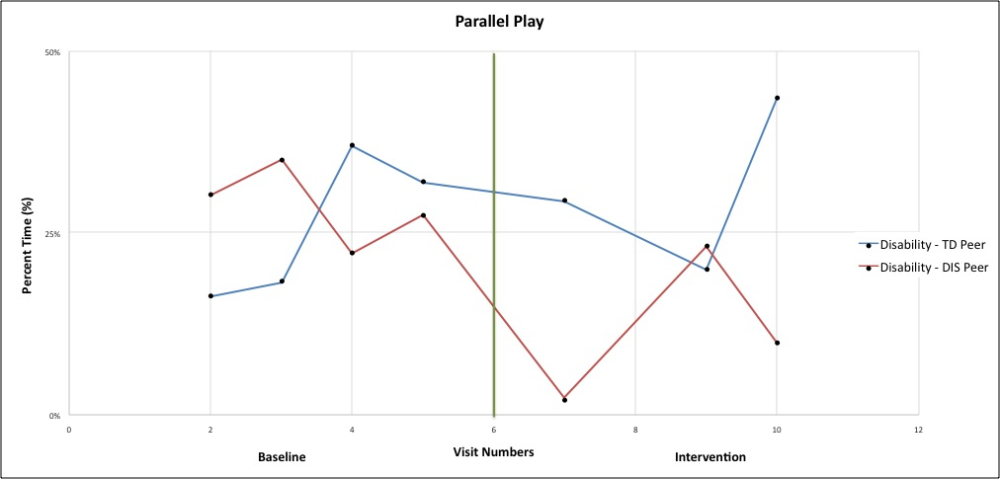 Parallel Play
50%
25%
0%
Percent Time (%)
0 2 4 6 8 10 12
Baseline Visit Numbers Intervention
Disability - TD Peer
Disability - DIS Peer